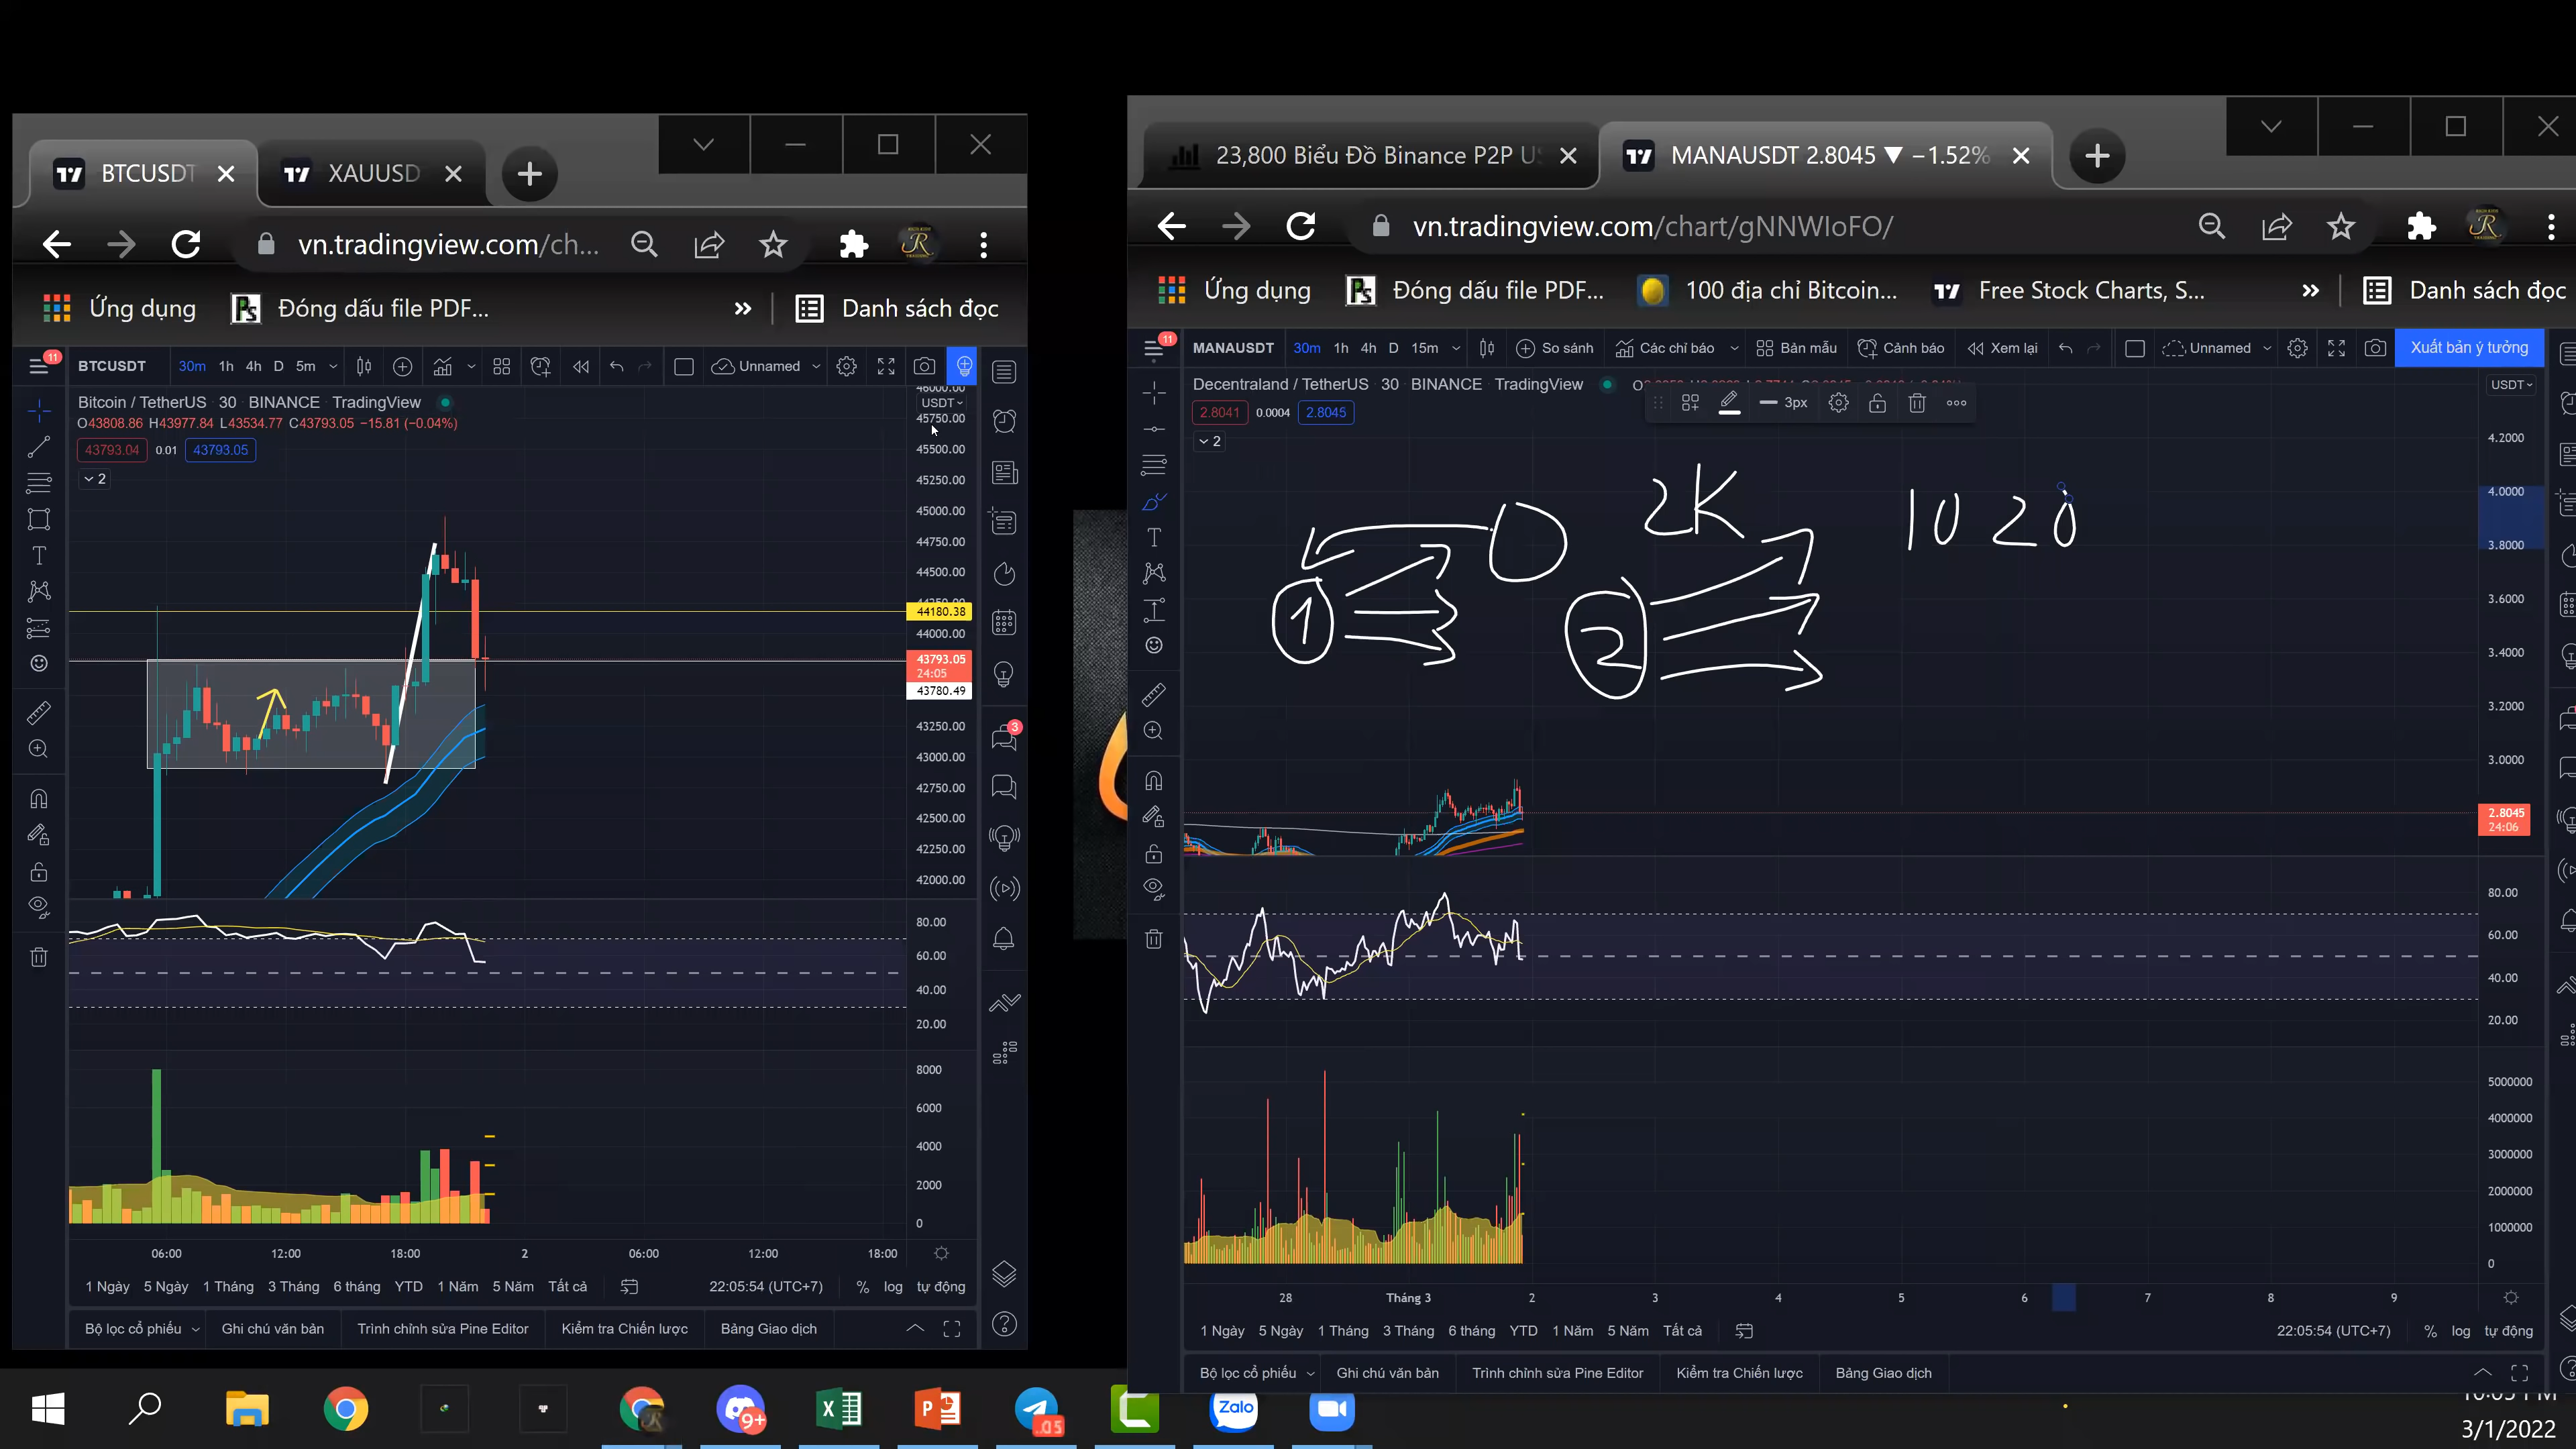 BTCUSDT
XAUUSD
vn.tradingview.com/ch...
Ứng dụng
Đóng dấu file PDF...
»
Danh sách đọc
11
BTCUSDT
30m 1h 4h D 5m
Unnamed
Bitcoin / TetherUS 30 BINANCE TradingView
O43808.86 H43977.84 L43534.77 C43793.05 −15.81 (−0.04%)
43793.04 0.01 43793.05
2
USDT
45750.00
45500.00
45250.00
45000.00
44750.00
44500.00
44180.38
44000.00
43793.05
24:05
43780.49
43250.00
43000.00
42750.00
42500.00
42250.00
42000.00
80.00
60.00
40.00
20.00
8000
6000
4000
2000
0
3
06:00 12:00 18:00 2 06:00 12:00 18:00
1 Ngày 5 Ngày 1 Tháng 3 Tháng 6 tháng YTD 1 Năm 5 Năm Tất cả 22:05:54 (UTC+7) % log tự động
Bộ lọc cổ phiếu Ghi chú văn bản Trình chỉnh sửa Pine Editor Kiểm tra Chiến lược Bảng Giao dịch
23,800 Biểu Đồ Binance P2P U
MANAUSDT 2.8045 ▼ −1.52%
vn.tradingview.com/chart/gNNWIoFO/
Ứng dụng
Đóng dấu file PDF...
100 địa chỉ Bitcoin...
Free Stock Charts, S...
»
Danh sách đọc
11
MANAUSDT
30m 1h 4h D 15m
So sánh
Các chỉ báo
Bản mẫu
Cảnh báo
Xem lại
Unnamed
Xuất bản ý tưởng
Decentraland / TetherUS 30 BINANCE TradingView
3px
2.8041 0.0004 2.8045
2
USDT
2K
10 20
1
2
4.2000
4.0000
3.8000
3.6000
3.4000
3.2000
3.0000
2.8045
24:06
80.00
60.00
40.00
20.00
5000000
4000000
3000000
2000000
1000000
0
28 Tháng 3 2 3 4 5 6 7 8 9
1 Ngày 5 Ngày 1 Tháng 3 Tháng 6 tháng YTD 1 Năm 5 Năm Tất cả 22:05:54 (UTC+7) % log tự động
Bộ lọc cổ phiếu Ghi chú văn bản Trình chỉnh sửa Pine Editor Kiểm tra Chiến lược Bảng Giao dịch
9+
Zalo
3/1/2022